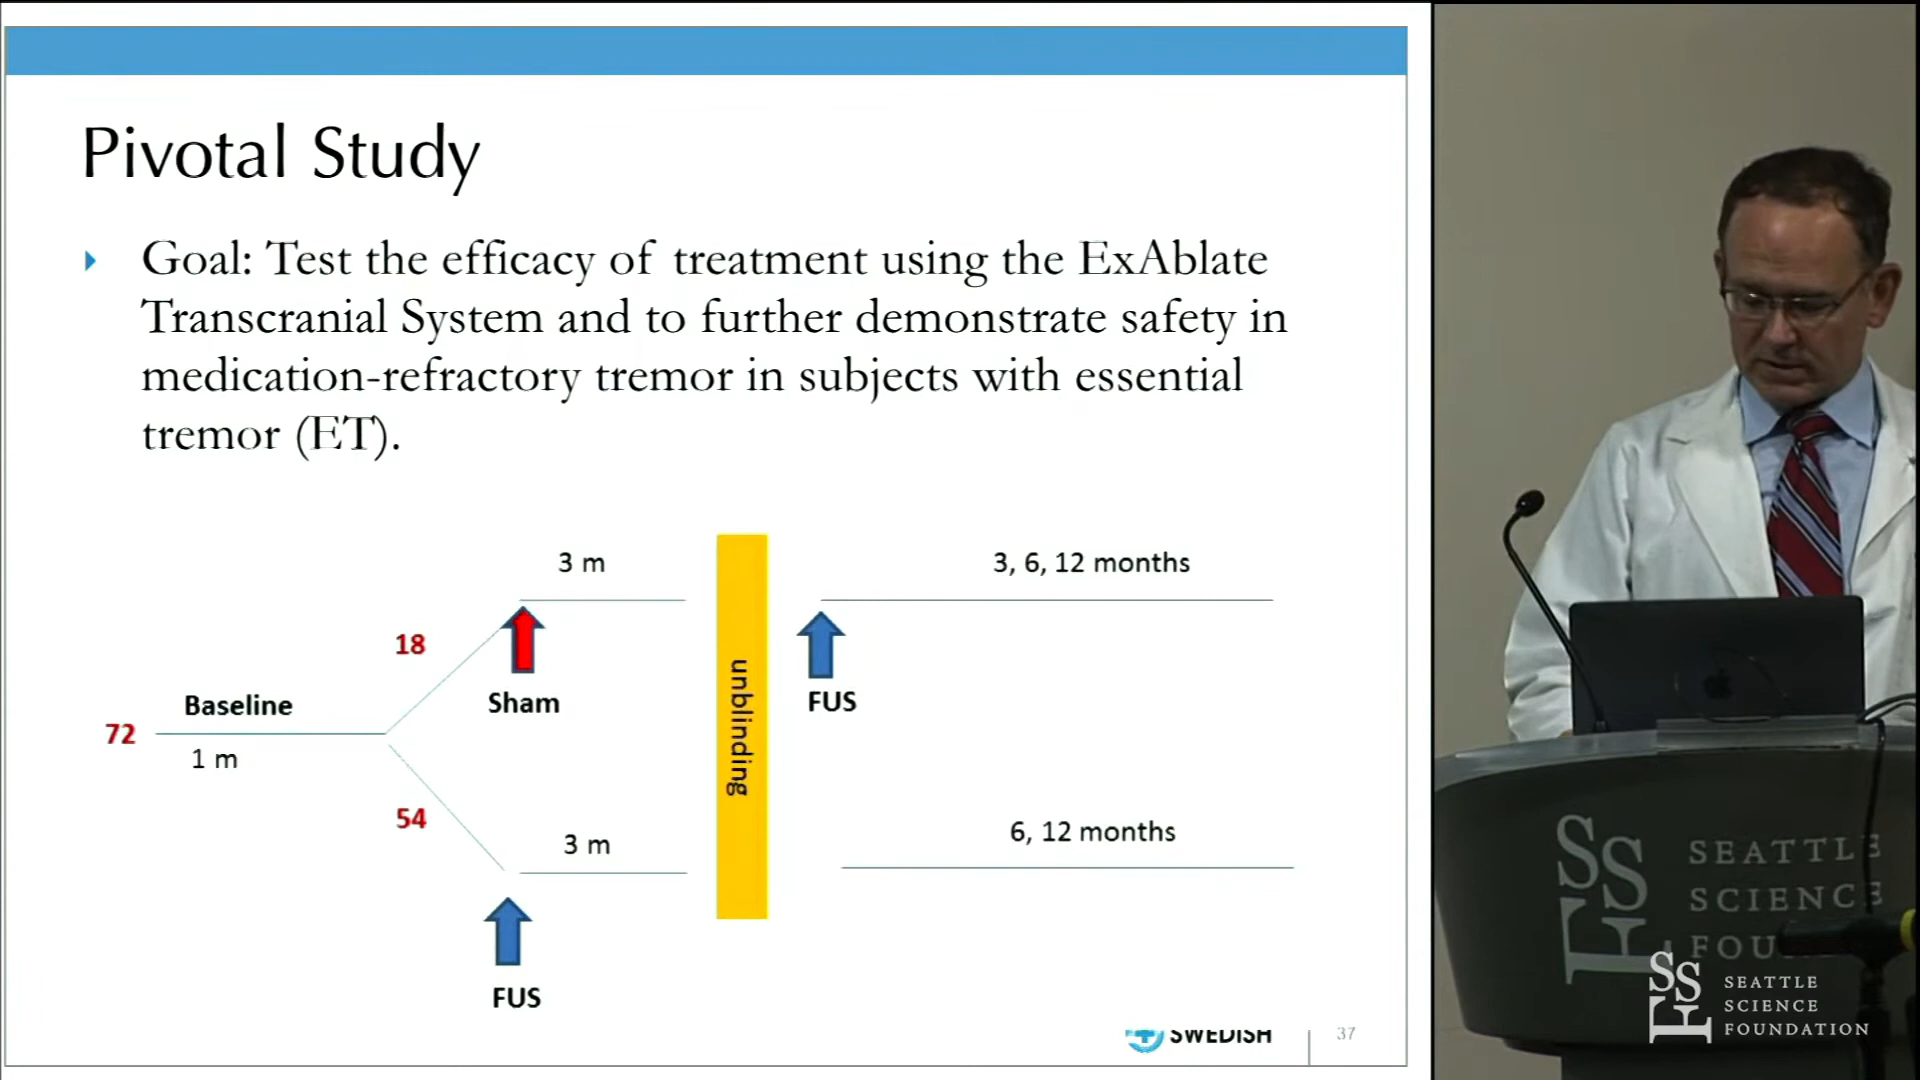 Pivotal Study
Goal: Test the efficacy of treatment using the ExAblate
Transcranial System and to further demonstrate safety in
medication-refractory tremor in subjects with essential
tremor (ET).
3 m
3, 6, 12 months
18
Sham
FUS
Baseline
72
1 m
unblinding
54
3 m
6, 12 months
FUS
SWEDISH
37
SEATTLE
SCIENCE
FOU
SEATTLE
SCIENCE
FOUNDATION